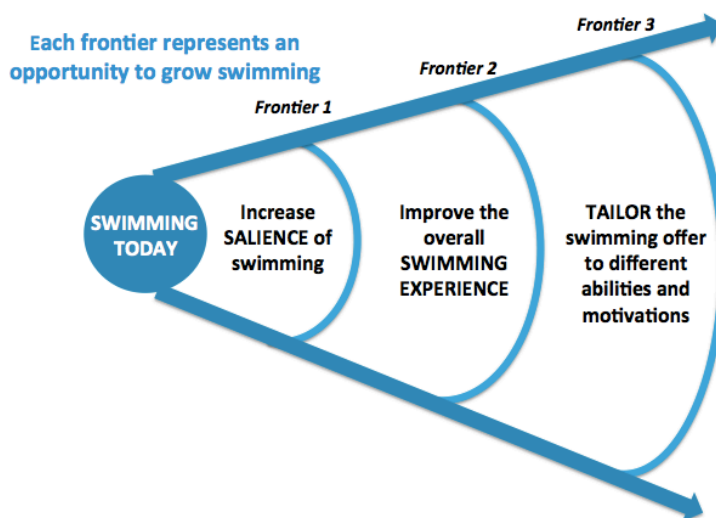 Each frontier represents an
opportunity to grow swimming
Frontier 1
Frontier 2
Frontier 3
SWIMMING
TODAY
Increase
SALIENCE of
swimming
Improve the
overall
SWIMMING
EXPERIENCE
TAILOR the
swimming offer
to different
abilities and
motivations